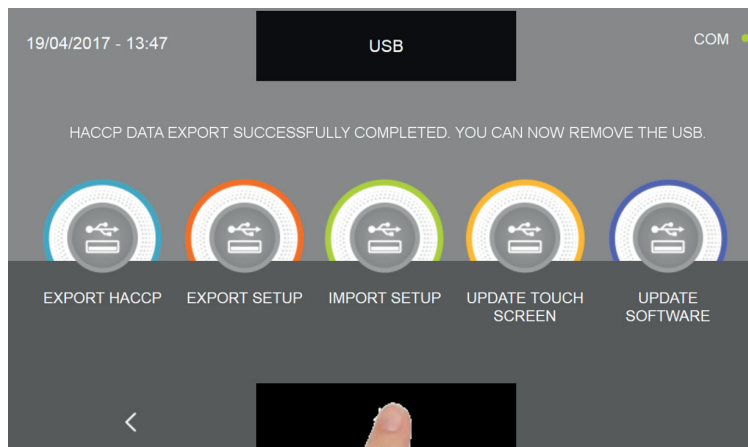 19/04/2017 - 13:47
USB
COM
HACCP DATA EXPORT SUCCESSFULLY COMPLETED. YOU CAN NOW REMOVE THE USB.
EXPORT HACCP
EXPORT SETUP
IMPORT SETUP
UPDATE TOUCH
SCREEN
UPDATE
SOFTWARE